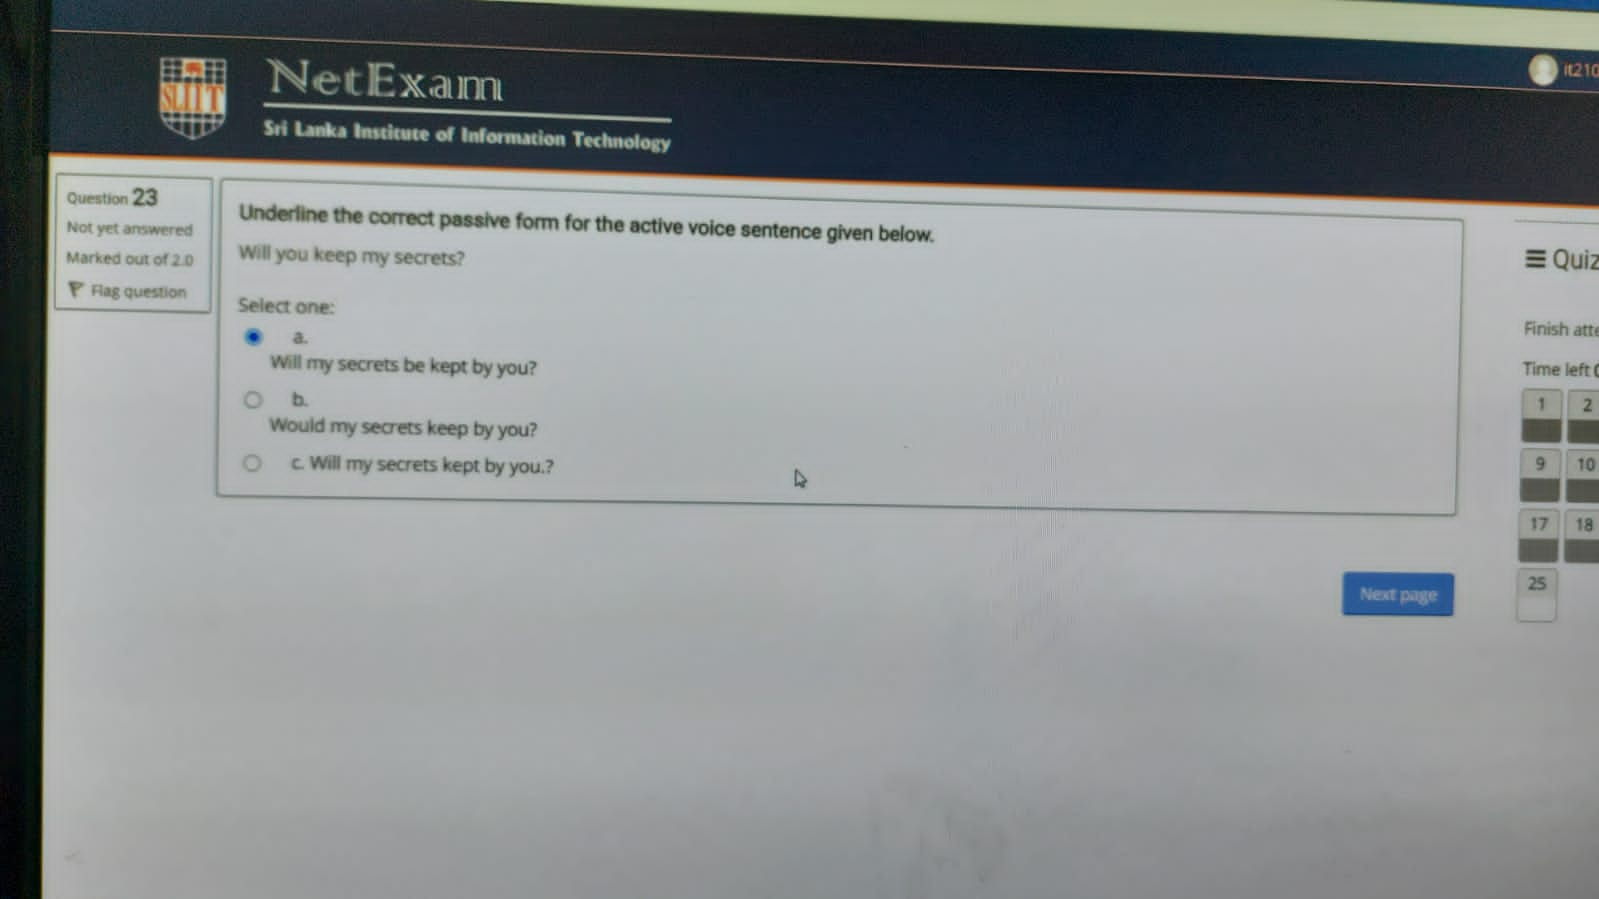 NetExam
SLIIT
Sri Lanka Institute of Information Technology
it210
Question 23
Not yet answered
Marked out of 2.0
Flag question
Underline the correct passive form for the active voice sentence given below.
Will you keep my secrets?
Select one:
a.
Will my secrets be kept by you?
b.
Would my secrets keep by you?
c. Will my secrets kept by you.?
Next page
Quiz
Finish atte
Time left 0
1 2
9 10
17 18
25